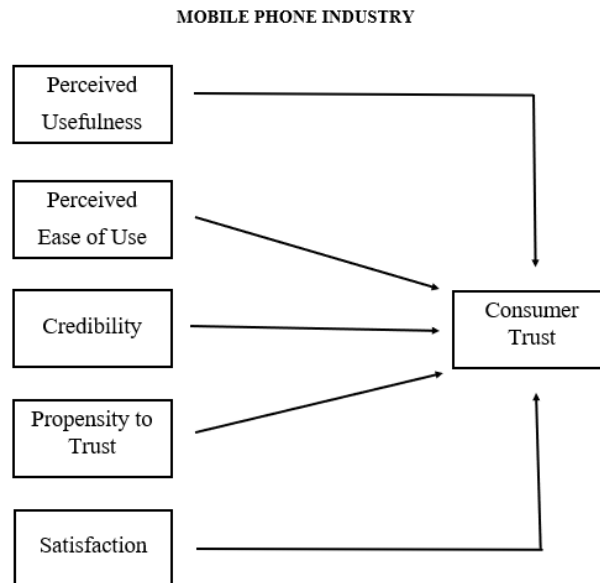 MOBILE PHONE INDUSTRY
Perceived
Usefulness
Perceived
Ease of Use
Credibility
Consumer
Trust
Propensity to
Trust
Satisfaction